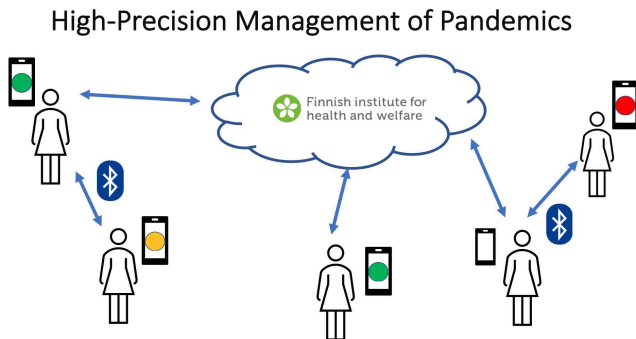 High-Precision Management of Pandemics
Finnish institute for
health and welfare